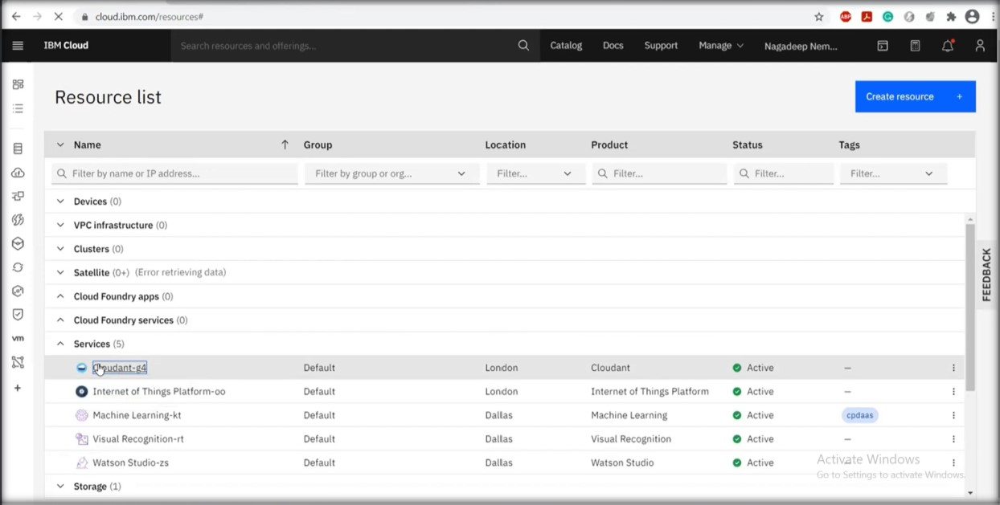 cloud.ibm.com/resources#
ABP
IBM Cloud Search resources and offerings... Catalog Docs Support Manage Nagadeep Nem...
Resource list
Create resource +
Name Group Location Product Status Tags
Filter by name or IP address... Filter by group or org... Filter... Filter... Filter... Filter...
Devices (0)
VPC infrastructure (0)
Clusters (0)
Satellite (0+) (Error retrieving data)
Cloud Foundry apps (0)
Cloud Foundry services (0)
Services (5)
Cloudant-g4 Default London Cloudant Active –
Internet of Things Platform-oo Default London Internet of Things Platform Active –
Machine Learning-kt Default Dallas Machine Learning Active cpdaas
Visual Recognition-rt Default Dallas Visual Recognition Active –
Watson Studio-zs Default Dallas Watson Studio Active –
Storage (1)
vm
FEEDBACK
Activate Windows
Go to Settings to activate Windows.